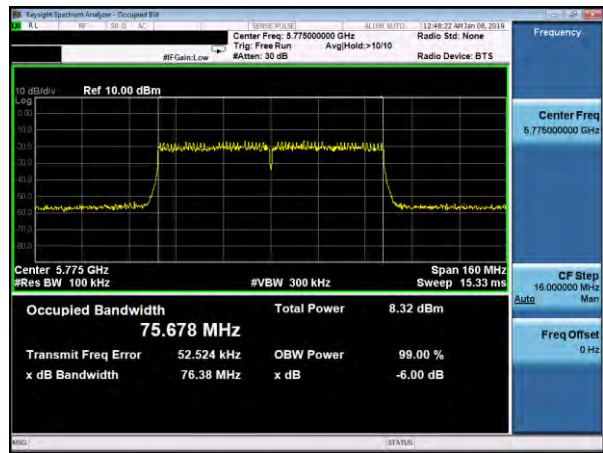 Keysight Spectrum Analyzer - Occupied BW
RL RF 50 Ω AC SENSE:PULSE ALIGN AUTO 12:48:22 AM Jan 08, 2019
Center Freq: 5.775000000 GHz Radio Std: None
Trig: Free Run Avg|Hold:>10/10
#IFGain:Low #Atten: 30 dB Radio Device: BTS
Frequency
10 dB/div Ref 10.00 dBm
Log
0.00
-10.0
-20.0
-30.0
-40.0
-50.0
-60.0
-70.0
-80.0
Center 5.775 GHz Span 160 MHz
#Res BW 100 kHz #VBW 300 kHz Sweep 15.33 ms
Occupied Bandwidth Total Power 8.32 dBm
75.678 MHz
Transmit Freq Error 52.524 kHz OBW Power 99.00 %
x dB Bandwidth 76.38 MHz x dB -6.00 dB
Center Freq
5.775000000 GHz
CF Step
16.000000 MHz
Auto Man
Freq Offset
0 Hz
MSG STATUS